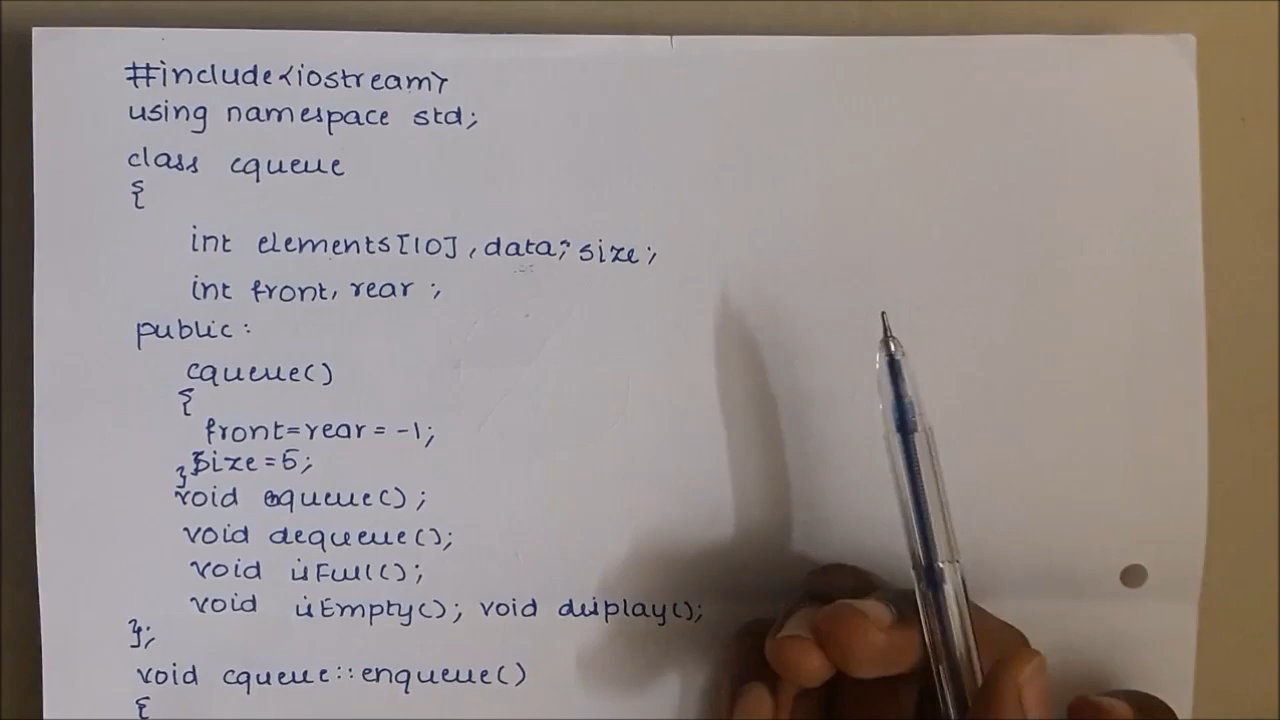 #include<iostream>
using namespace std;
class cqueue
{
int elements[10], data, size;
int front, rear ;
public:
cqueue()
{
front=rear = -1;
} size=5;
void enqueue();
void dequeue();
void isFull();
void isEmpty(); void display();
};
void cqueue::enqueue()
{